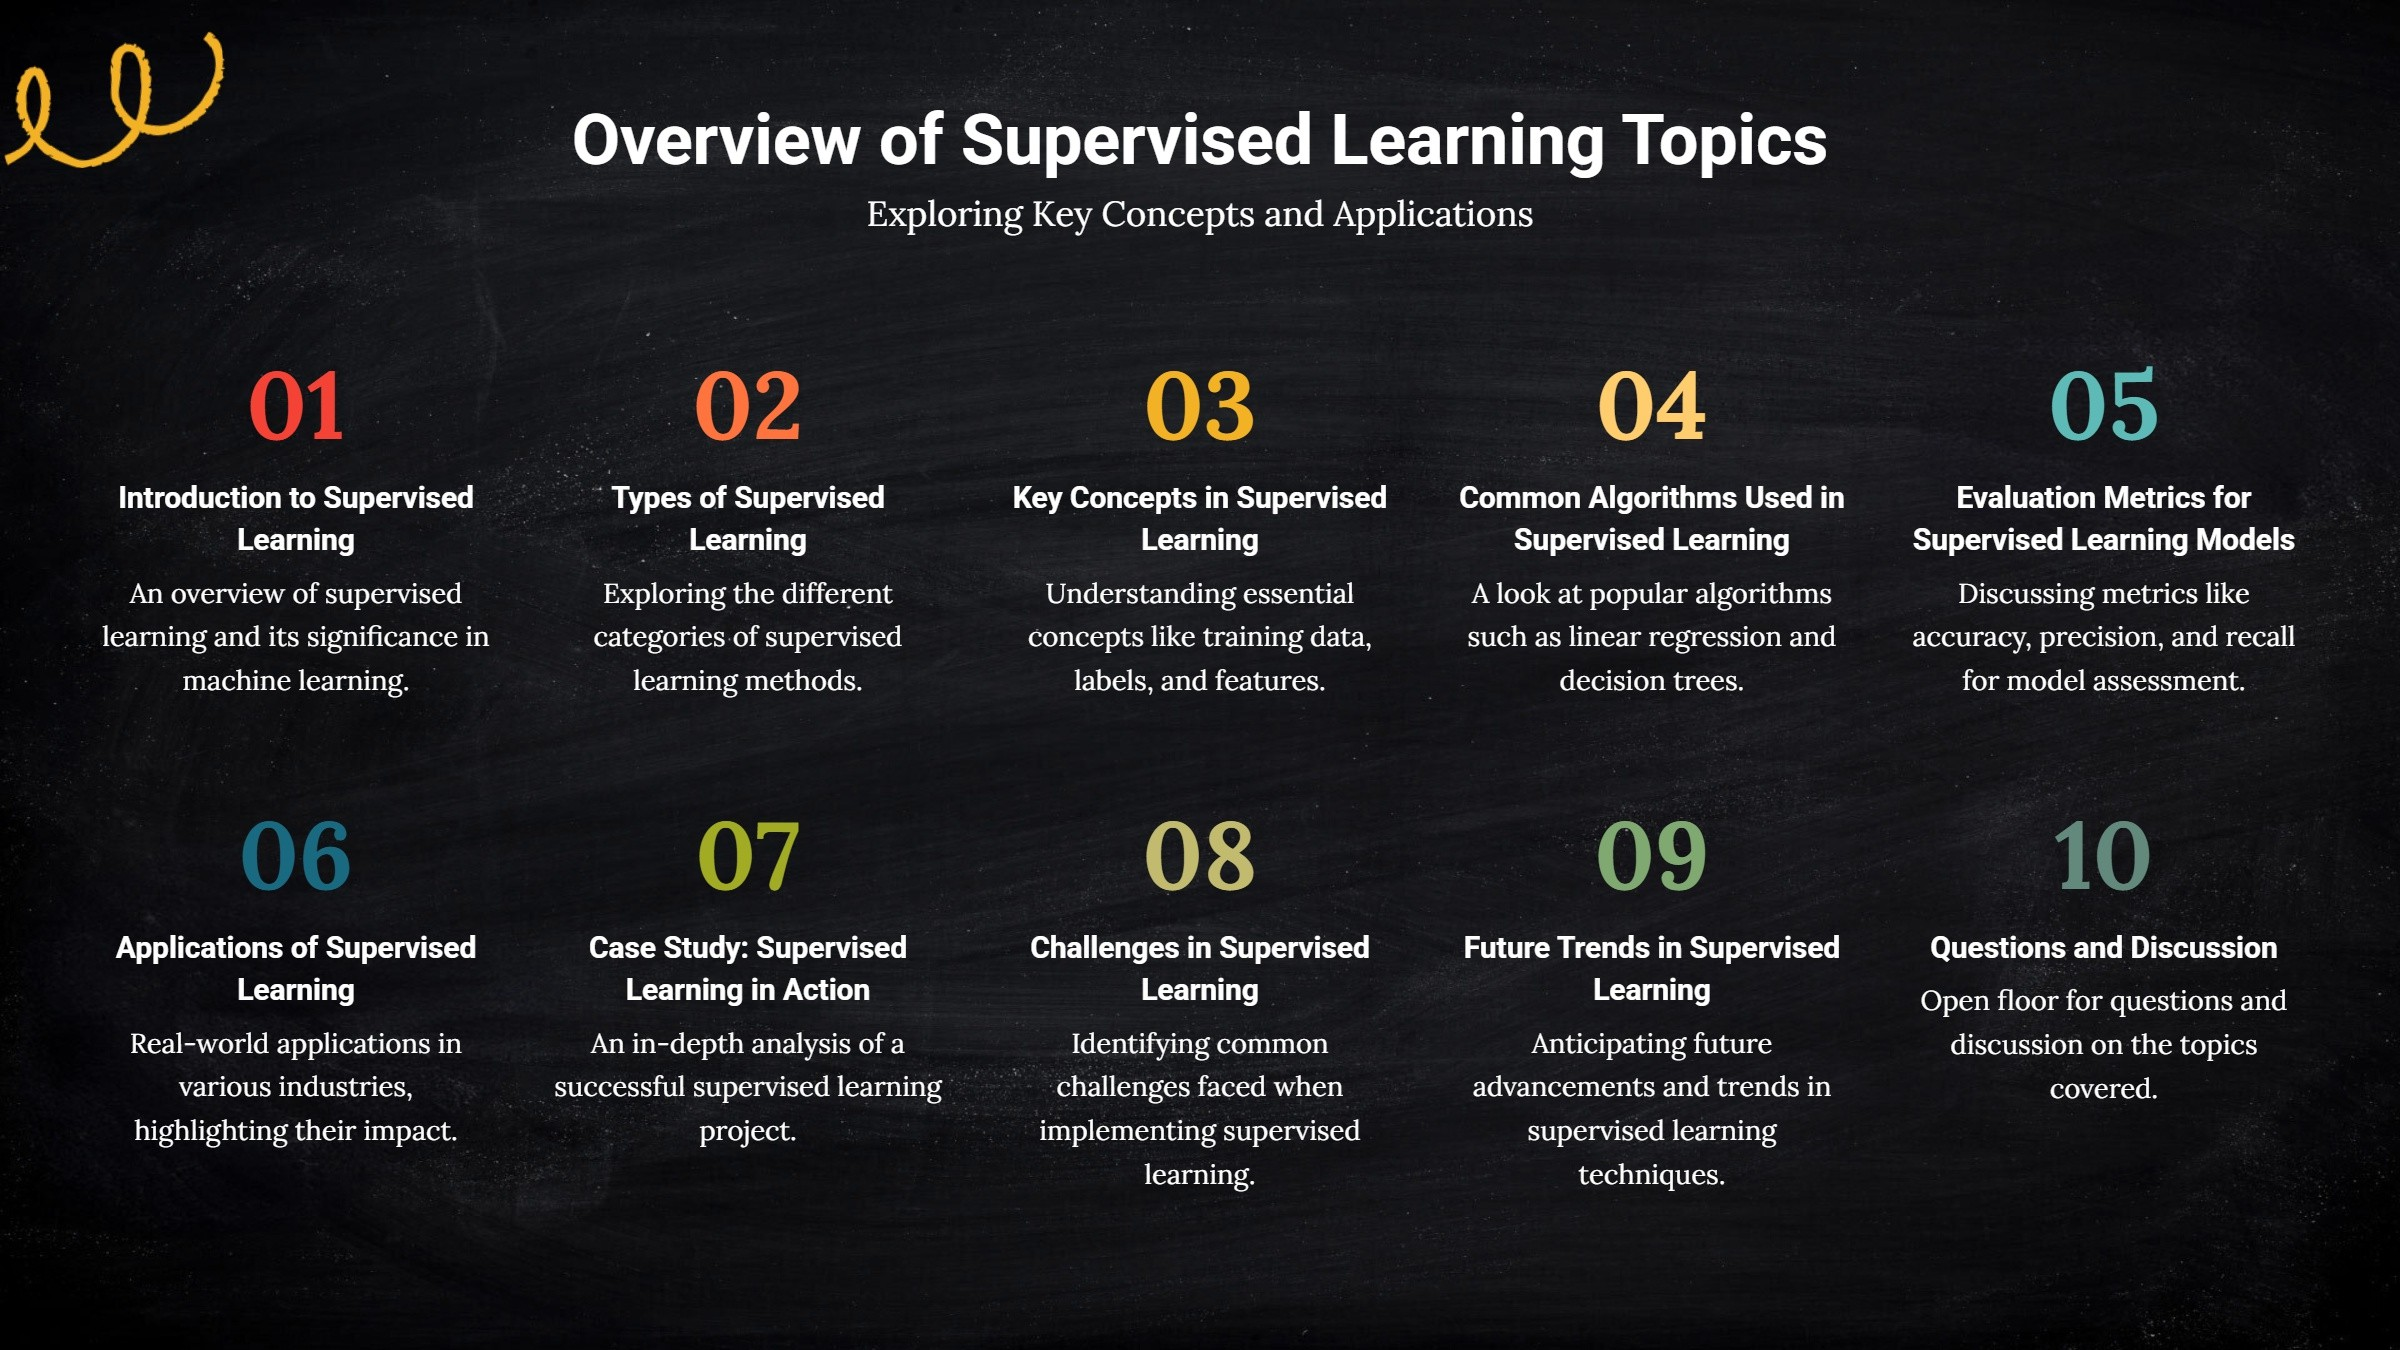 Overview of Supervised Learning Topics
Exploring Key Concepts and Applications
01
Introduction to Supervised
Learning
An overview of supervised
learning and its significance in
machine learning.
02
Types of Supervised
Learning
Exploring the different
categories of supervised
learning methods.
03
Key Concepts in Supervised
Learning
Understanding essential
concepts like training data,
labels, and features.
04
Common Algorithms Used in
Supervised Learning
A look at popular algorithms
such as linear regression and
decision trees.
05
Evaluation Metrics for
Supervised Learning Models
Discussing metrics like
accuracy, precision, and recall
for model assessment.
06
Applications of Supervised
Learning
Real-world applications in
various industries,
highlighting their impact.
07
Case Study: Supervised
Learning in Action
An in-depth analysis of a
successful supervised learning
project.
08
Challenges in Supervised
Learning
Identifying common
challenges faced when
implementing supervised
learning.
09
Future Trends in Supervised
Learning
Anticipating future
advancements and trends in
supervised learning
techniques.
10
Questions and Discussion
Open floor for questions and
discussion on the topics
covered.